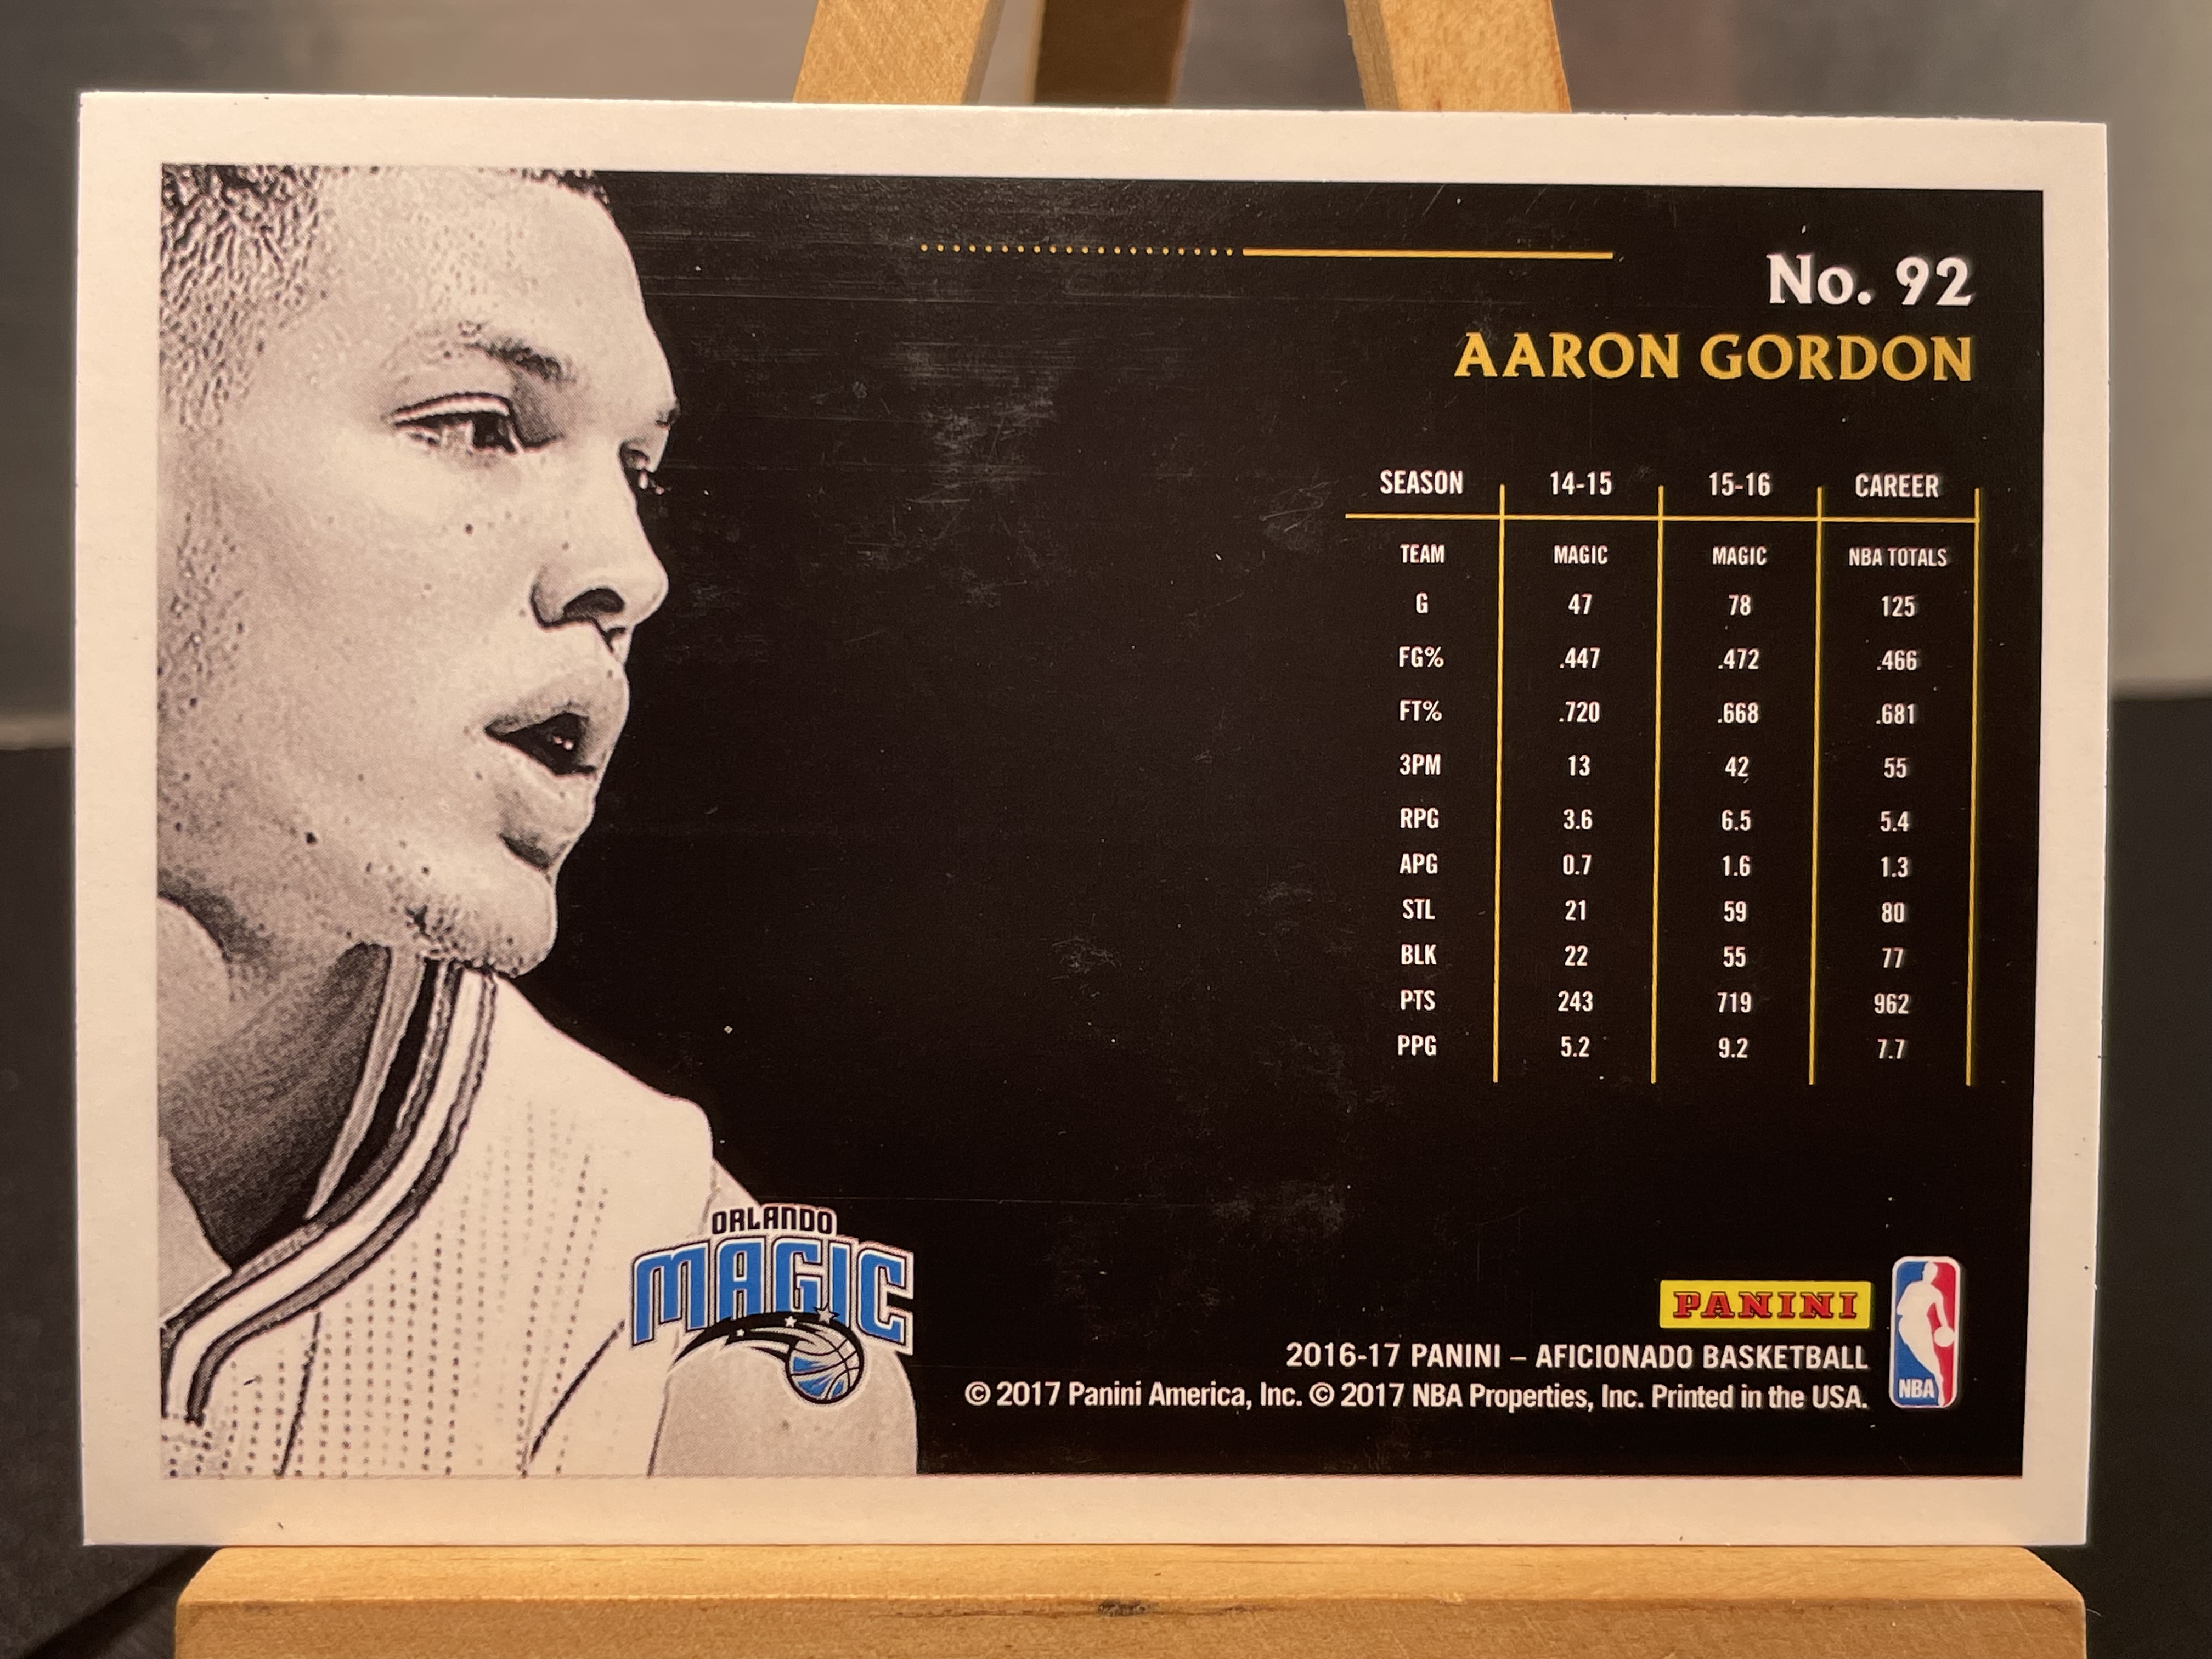 No. 92
AARON GORDON
SEASON 14-15 15-16 CAREER
TEAM MAGIC MAGIC NBA TOTALS
G 47 78 125
FG% .447 .472 .466
FT% .720 .668 .681
3PM 13 42 55
RPG 3.6 6.5 5.4
APG 0.7 1.6 1.3
STL 21 59 80
BLK 22 55 77
PTS 243 719 962
PPG 5.2 9.2 7.7
ORLANDO
MAGIC
PANINI
2016-17 PANINI – AFICIONADO BASKETBALL
© 2017 Panini America, Inc. © 2017 NBA Properties, Inc. Printed in the USA.
NBA